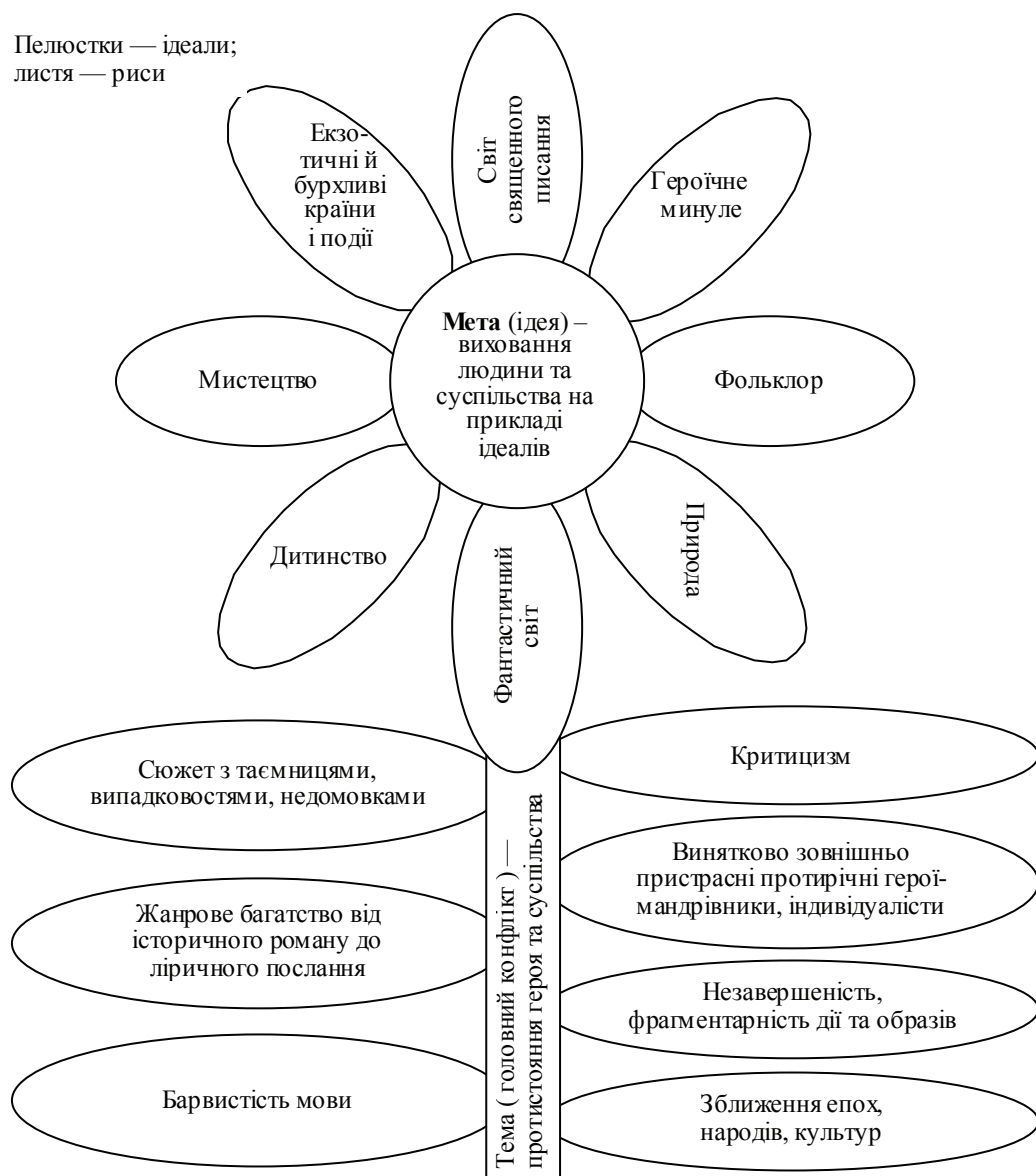 Пелюстки — ідеали;
листя — риси
Екзо-
тичні й
бурхливі
країни
і події
Світ
священного
писання
Героїчне
минуле
Мета (ідея) –
виховання
людини та
суспільства на
прикладі
ідеалів
Мистецтво
Фольклор
Дитинство
Фантастичний
світ
Природа
Сюжет з таємницями,
випадковостями, недомовками
Жанрове багатство від
історичного роману до
ліричного послання
Барвистість мови
Тема ( головний конфлікт ) —
протистояння героя та суспільства
Критицизм
Винятково зовнішньо
пристрасні протирічні герої-
мандрівники, індивідуалісти
Незавершеність,
фрагментарність дії та образів
Зближення епох,
народів, культур